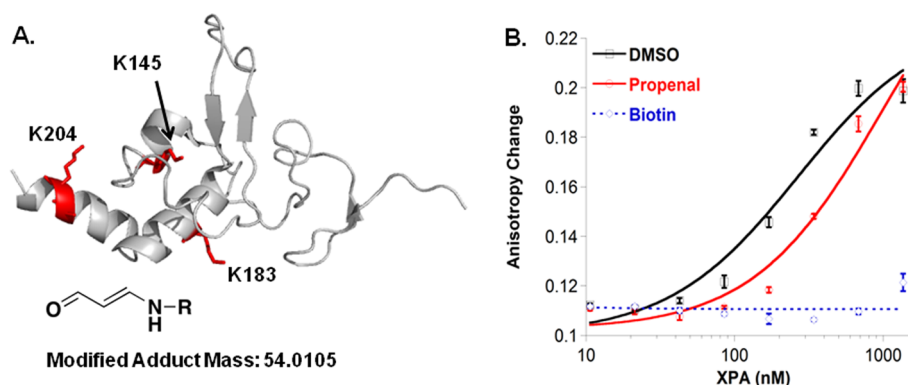 A.
K145
K204
K183
O
N–R
H
Modified Adduct Mass: 54.0105
B.
0.22
0.2
0.18
0.16
0.14
0.12
0.1
Anisotropy Change
DMSO
Propenal
Biotin
10
100
1000
XPA (nM)